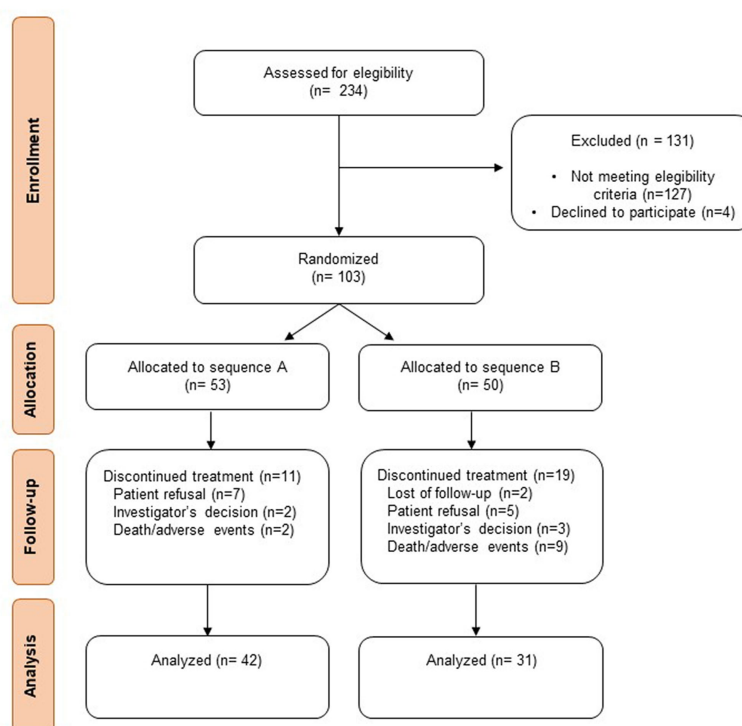 Enrollment
Assessed for elegibility
(n=  234)
Excluded (n = 131)
• Not meeting elegibility
criteria (n=127)
• Declined to participate (n=4)
Randomized
(n= 103)
Allocation
Allocated to sequence A
(n= 53)
Allocated to sequence B
(n= 50)
Follow-up
Discontinued treatment (n=11)
Patient refusal (n=7)
Investigator's decision (n=2)
Death/adverse events (n=2)
Discontinued treatment (n=19)
Lost of follow-up (n=2)
Patient refusal (n=5)
Investigator's decision (n=3)
Death/adverse events (n=9)
Analysis
Analyzed (n= 42)
Analyzed (n= 31)